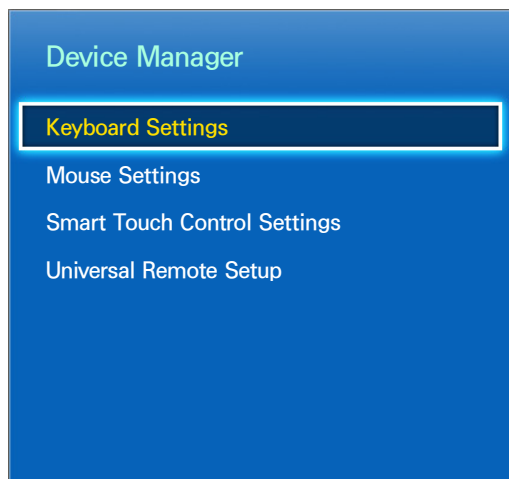 Device Manager
Keyboard Settings
Mouse Settings
Smart Touch Control Settings
Universal Remote Setup